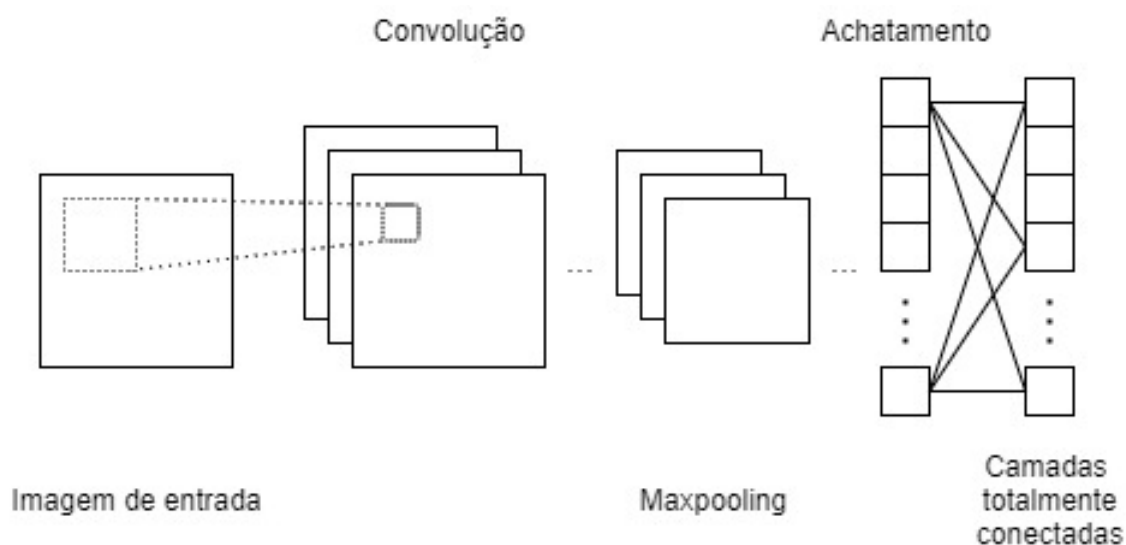 Convolução
Achatamento
Imagem de entrada
Maxpooling
Camadas
totalmente
conectadas